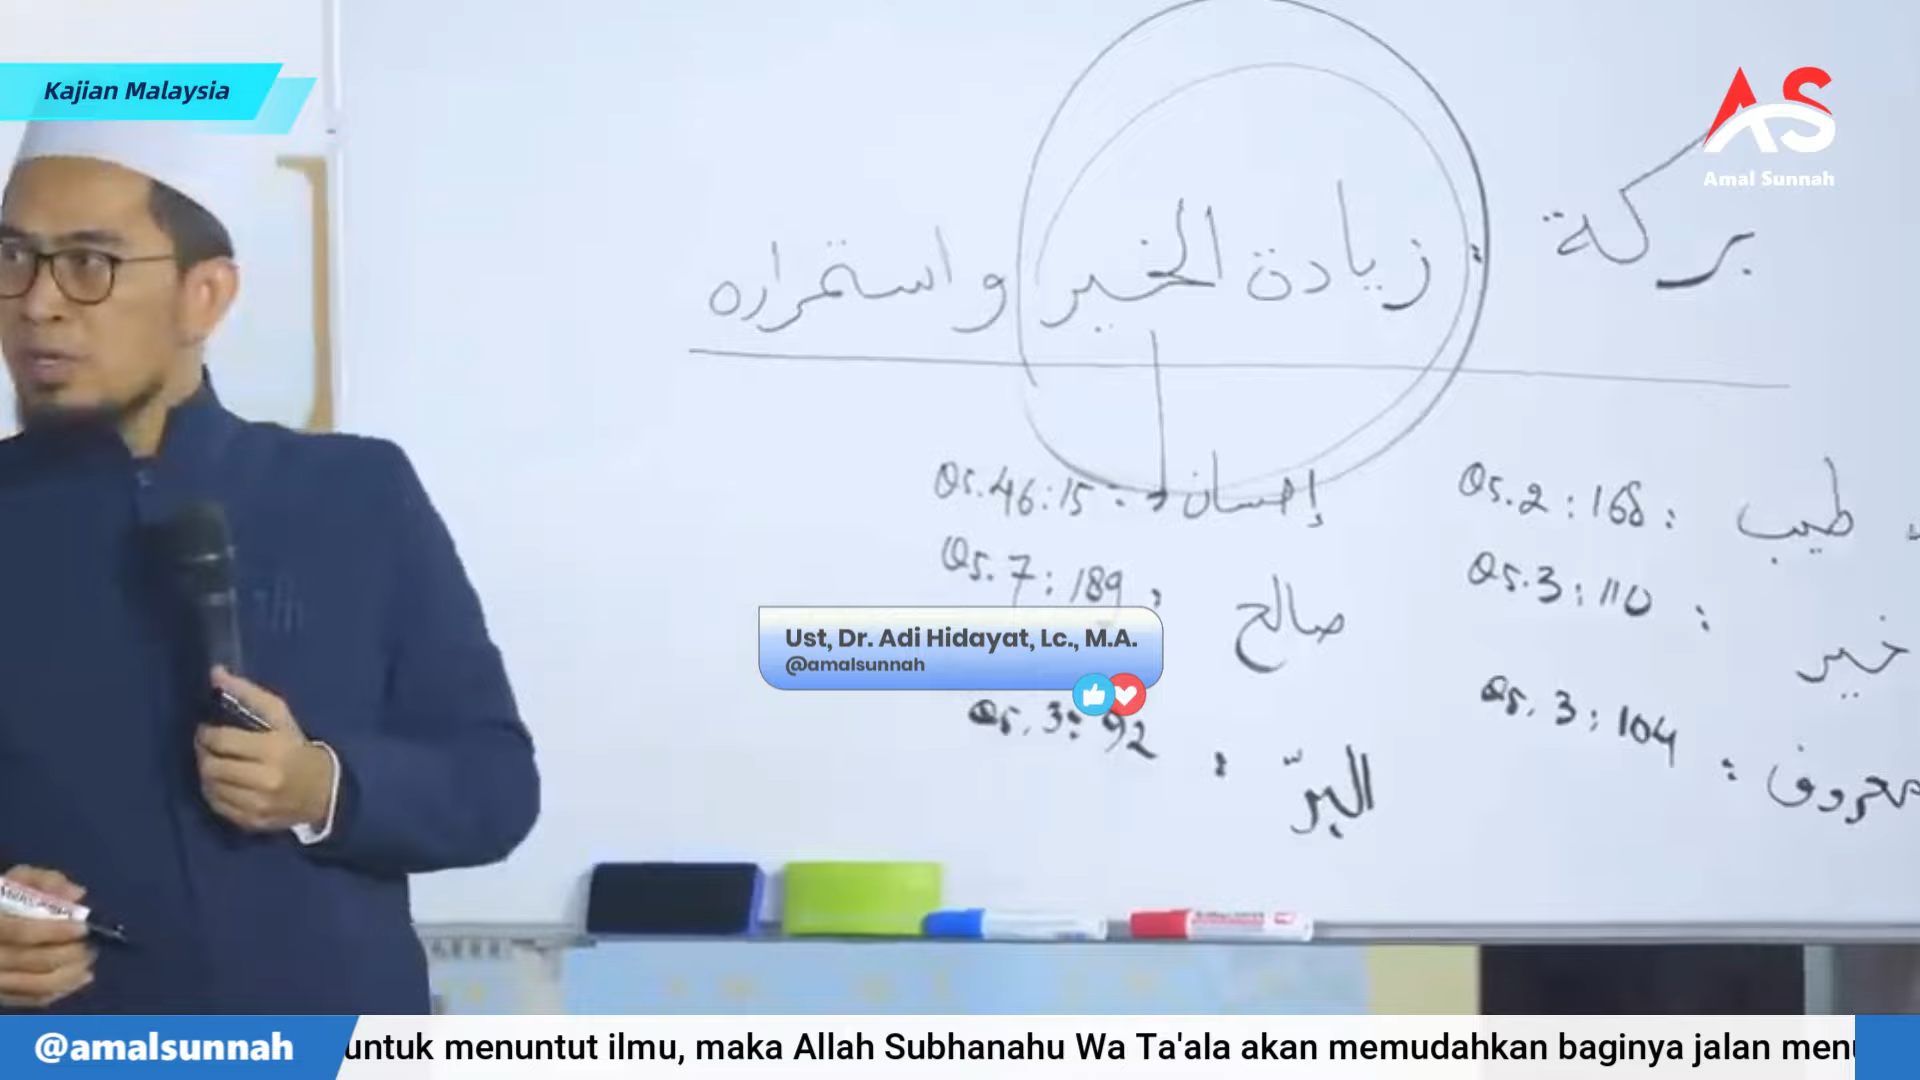 Kajian Malaysia
AS
Amal Sunnah
بركة : زيادة الخير واستمراره
طيب : Qs.2:168
إحسان : Qs.46:15
خير : Qs.3:110
صالح : Qs.7:189
معروف : Qs.3:104
البرّ : Qs.3:92
Ust, Dr. Adi Hidayat, Lc., M.A.
@amalsunnah
@amalsunnah
untuk menuntut ilmu, maka Allah Subhanahu Wa Ta'ala akan memudahkan baginya jalan menu